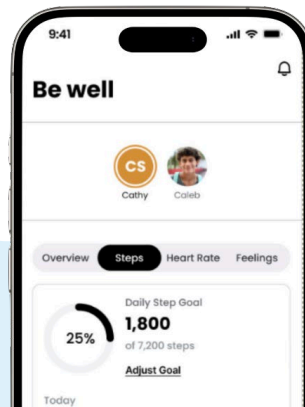 9:41
Be well
CS
Cathy Caleb
Overview Steps Heart Rate Feelings
Daily Step Goal
25%
1,800
of 7,200 steps
Adjust Goal
Today